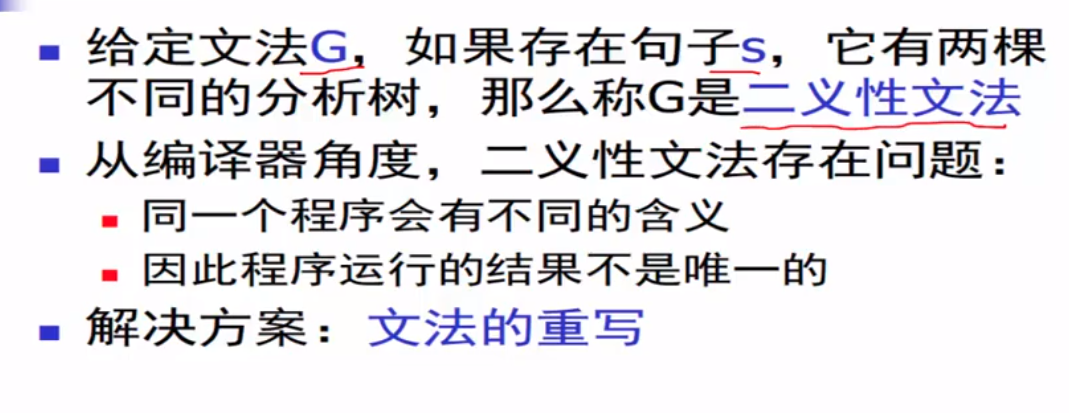 给定文法G，如果存在句子s，它有两棵
不同的分析树，那么称G是二义性文法
从编译器角度，二义性文法存在问题：
同一个程序会有不同的含义
因此程序运行的结果不是唯一的
解决方案：文法的重写